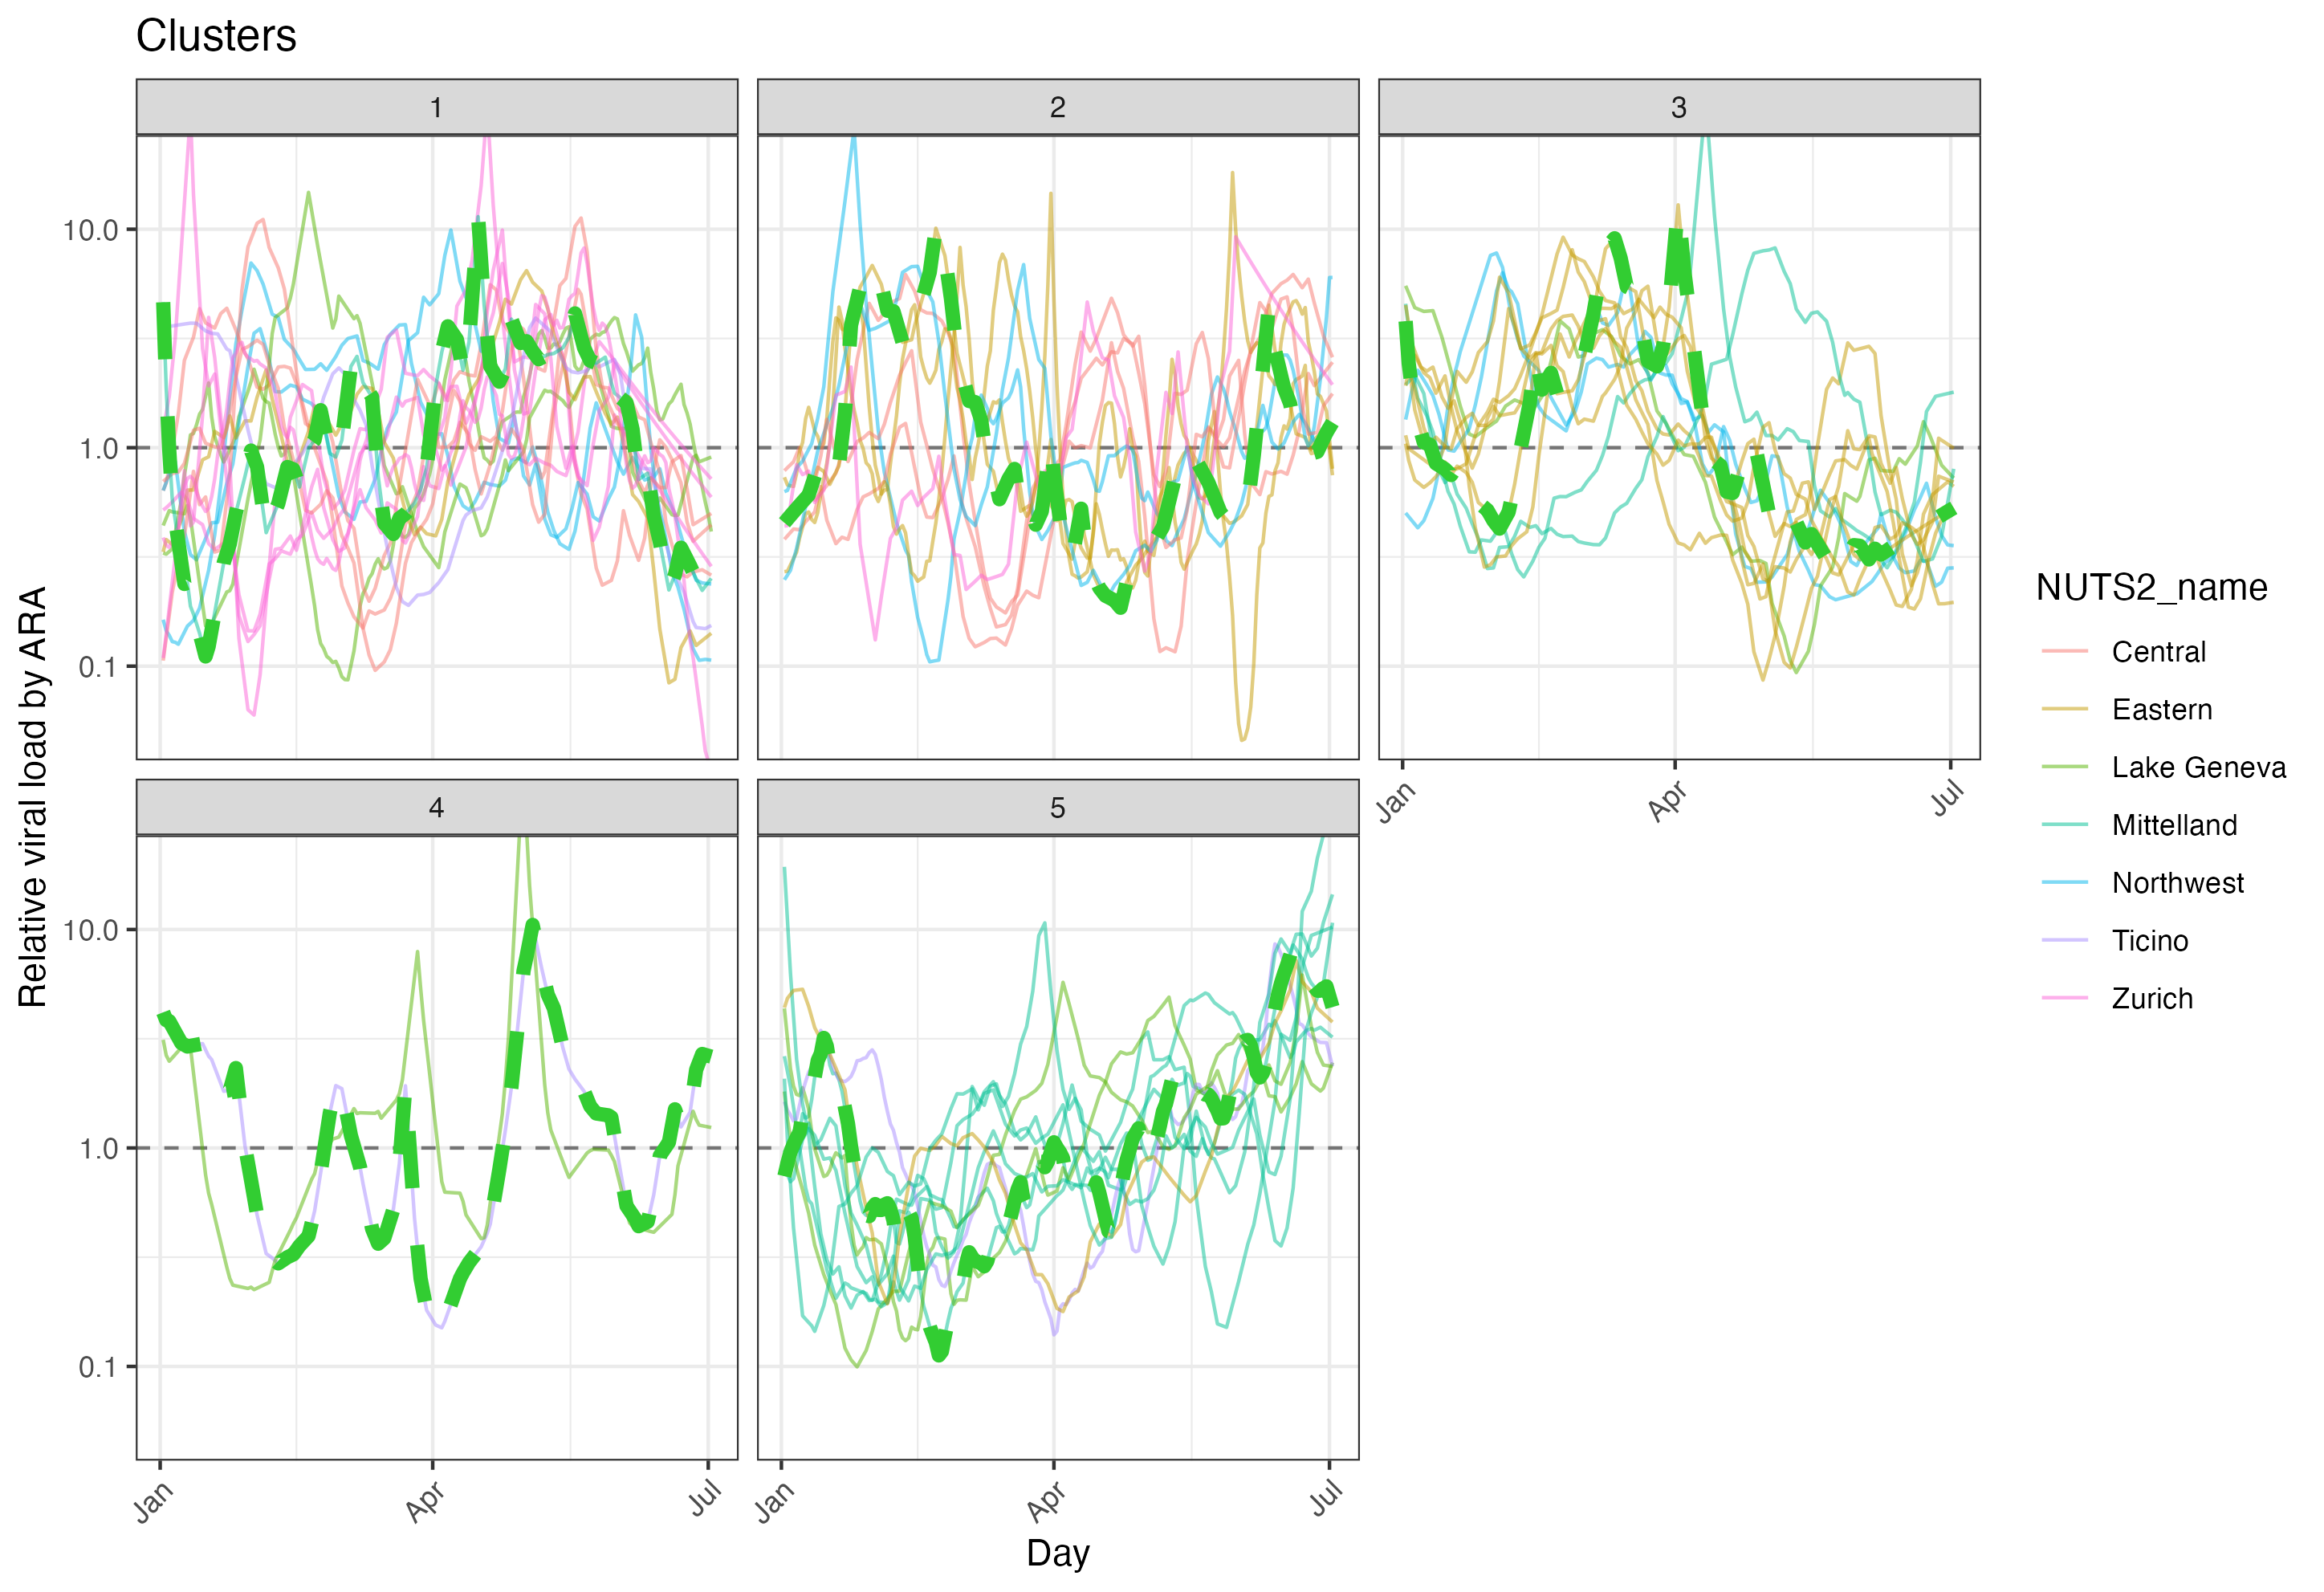 Clusters
1
2
3
10.0
1.0
0.1
Jan
Apr
Jul
4
5
10.0
1.0
0.1
Jan
Apr
Jul
Jan
Apr
Jul
Relative viral load by ARA
Day
NUTS2_name
Central
Eastern
Lake Geneva
Mittelland
Northwest
Ticino
Zurich